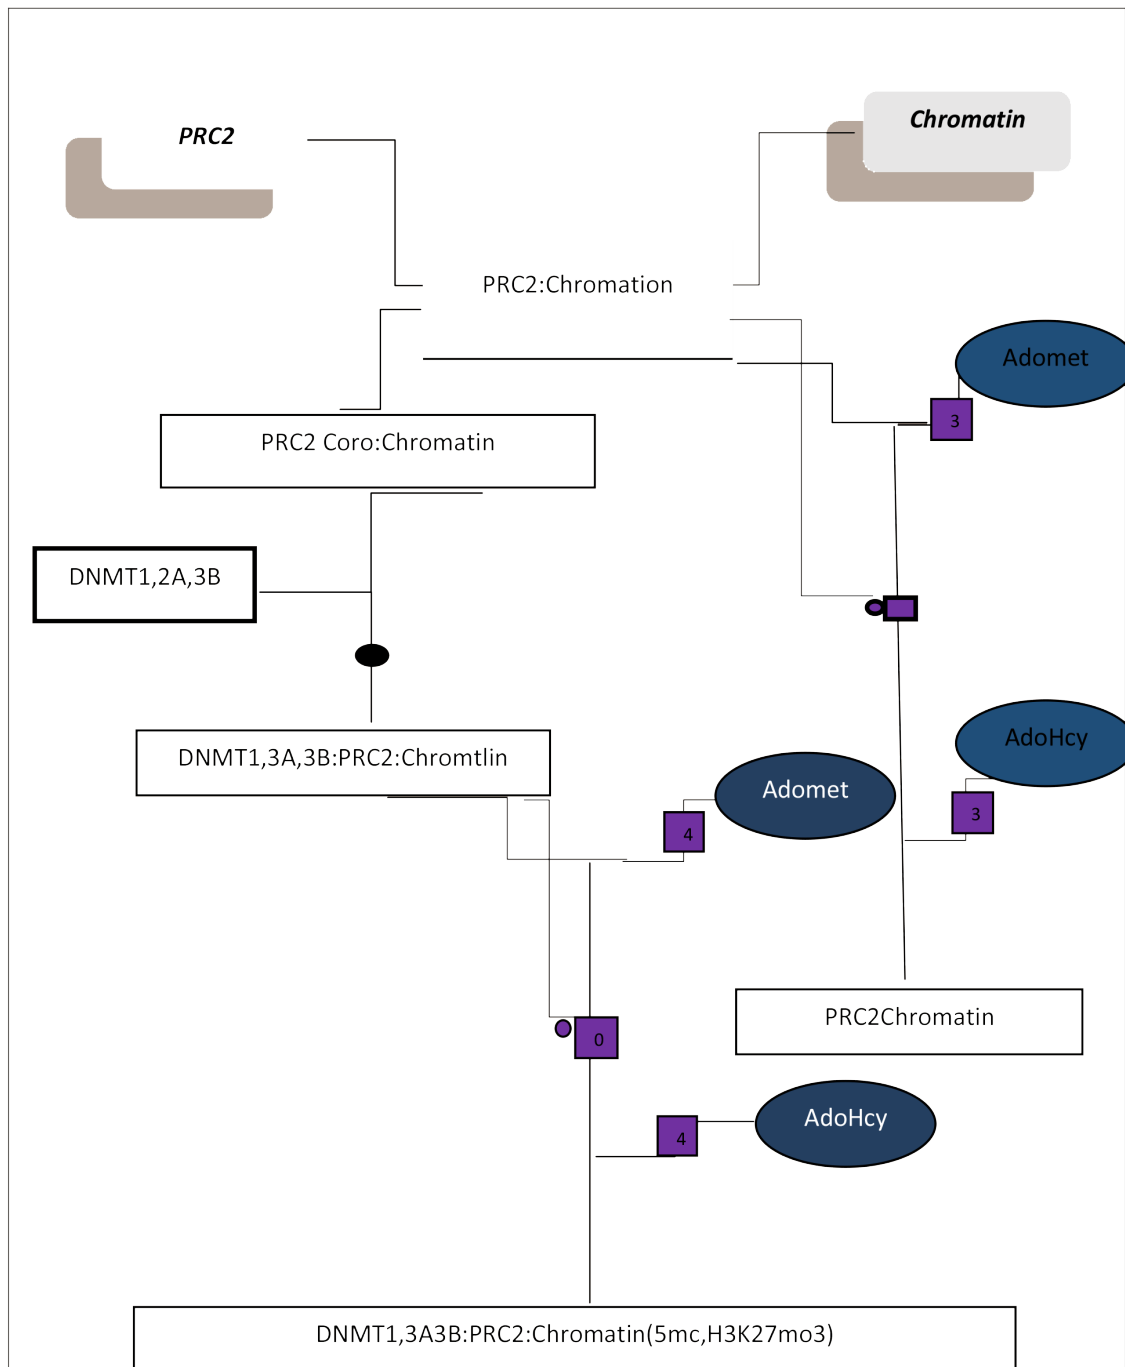 PRC2
Chromatin
PRC2:Chromation
Adomet
3
PRC2 Coro:Chromatin
DNMT1,2A,3B
DNMT1,3A,3B:PRC2:Chromtlin
Adomet
4
AdoHcy
3
PRC2Chromatin
0
AdoHcy
4
DNMT1,3A3B:PRC2:Chromatin(5mc,H3K27mo3)